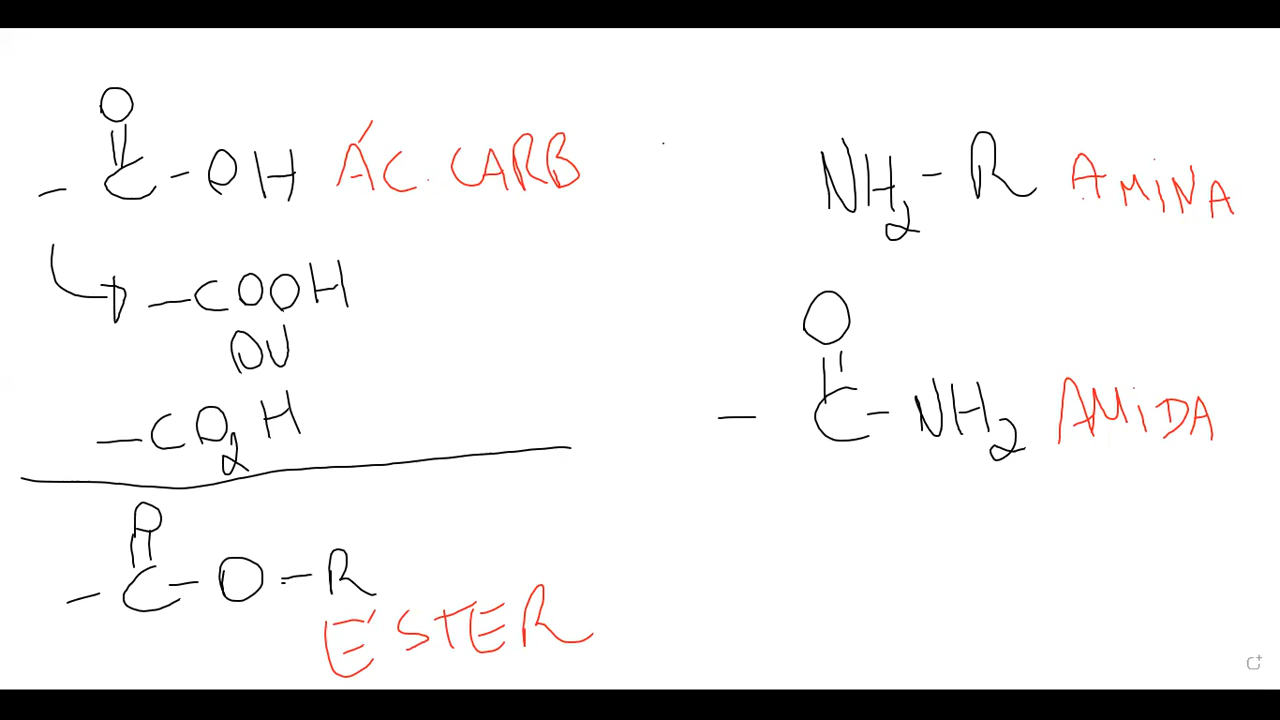 O
||
- C - OH ÁC. CARB
-COOH
OU
-CO2H
O
||
- C - O - R
ÉSTER
NH2 - R AMINA
O
||
- C - NH2 AMIDA